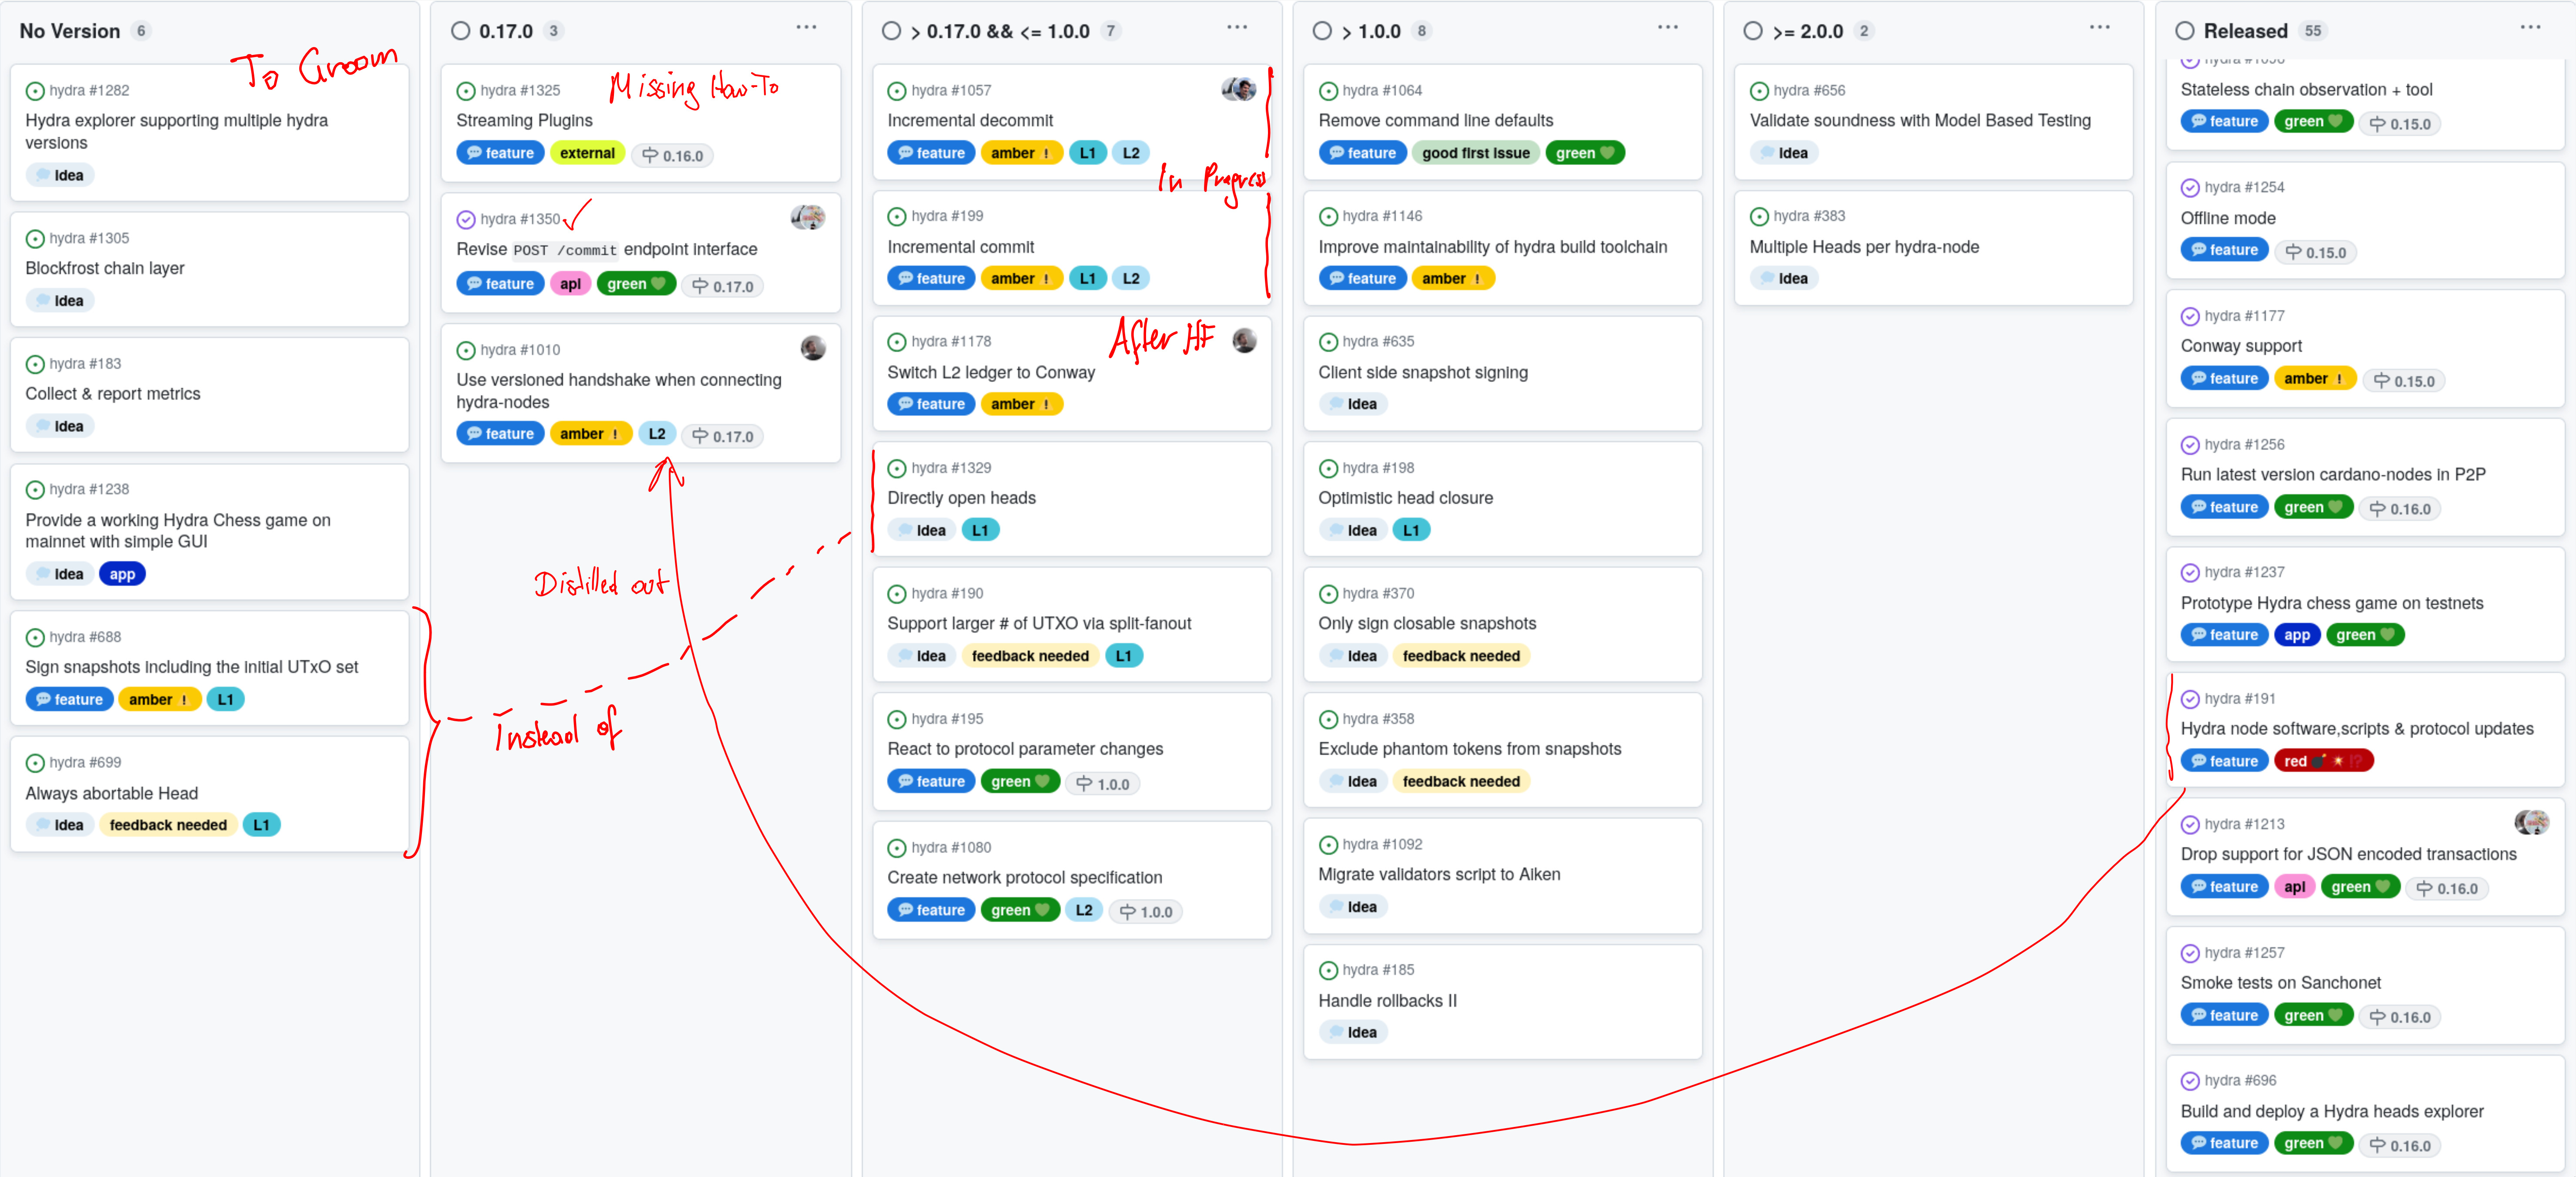 No Version 6
To Groom
hydra #1282
Hydra explorer supporting multiple hydra
versions
Idea
hydra #1305
Blockfrost chain layer
Idea
hydra #183
Collect & report metrics
Idea
hydra #1238
Provide a working Hydra Chess game on
mainnet with simple GUI
Idea app
hydra #688
Sign snapshots including the initial UTxO set
feature amber L1
hydra #699
Always abortable Head
Idea feedback needed L1
Instead of
0.17.0 3
hydra #1325
Missing How-To
Streaming Plugins
feature external 0.16.0
hydra #1350
Revise POST /commit endpoint interface
feature api green 0.17.0
hydra #1010
Use versioned handshake when connecting
hydra-nodes
feature amber L2 0.17.0
Distilled out
> 0.17.0 && <= 1.0.0 7
hydra #1057
Incremental decommit
feature amber L1 L2
In Progress
hydra #199
Incremental commit
feature amber L1 L2
hydra #1178
After HF
Switch L2 ledger to Conway
feature amber
hydra #1329
Directly open heads
Idea L1
hydra #190
Support larger # of UTXO via split-fanout
Idea feedback needed L1
hydra #195
React to protocol parameter changes
feature green 1.0.0
hydra #1080
Create network protocol specification
feature green L2 1.0.0
> 1.0.0 8
hydra #1064
Remove command line defaults
feature good first issue green
hydra #1146
Improve maintainability of hydra build toolchain
feature amber
hydra #635
Client side snapshot signing
Idea
hydra #198
Optimistic head closure
Idea L1
hydra #370
Only sign closable snapshots
Idea feedback needed
hydra #358
Exclude phantom tokens from snapshots
Idea feedback needed
hydra #1092
Migrate validators script to Aiken
Idea
hydra #185
Handle rollbacks II
Idea
>= 2.0.0 2
hydra #656
Validate soundness with Model Based Testing
Idea
hydra #383
Multiple Heads per hydra-node
Idea
Released 55
Stateless chain observation + tool
feature green 0.15.0
hydra #1254
Offline mode
feature 0.15.0
hydra #1177
Conway support
feature amber 0.15.0
hydra #1256
Run latest version cardano-nodes in P2P
feature green 0.16.0
hydra #1237
Prototype Hydra chess game on testnets
feature app green
hydra #191
Hydra node software,scripts & protocol updates
feature red
hydra #1213
Drop support for JSON encoded transactions
feature api green 0.16.0
hydra #1257
Smoke tests on Sanchonet
feature green 0.16.0
hydra #696
Build and deploy a Hydra heads explorer
feature green 0.16.0